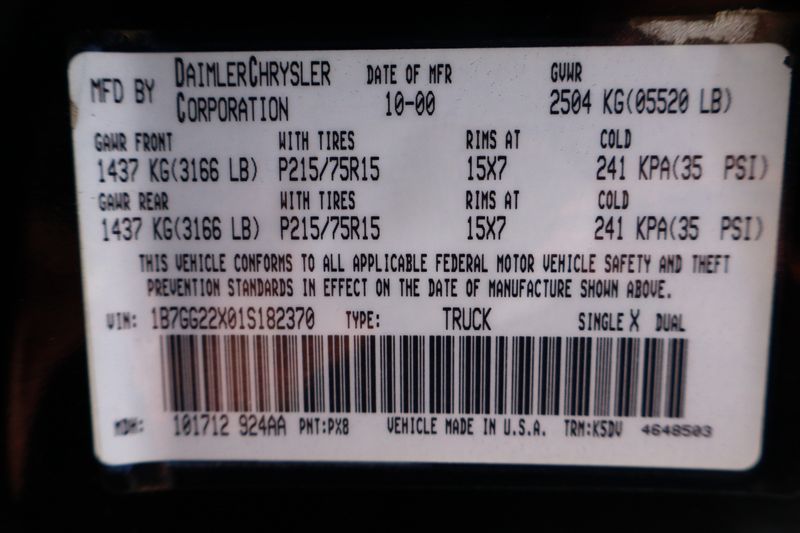 MFD BY DAIMLERCHRYSLER CORPORATION DATE OF MFR 10-00 GVWR 2504 KG(05520 LB)
GAWR FRONT WITH TIRES RIMS AT COLD
1437 KG(3166 LB) P215/75R15 15X7 241 KPA(35 PSI)
GAWR REAR WITH TIRES RIMS AT COLD
1437 KG(3166 LB) P215/75R15 15X7 241 KPA(35 PSI)
THIS VEHICLE CONFORMS TO ALL APPLICABLE FEDERAL MOTOR VEHICLE SAFETY AND THEFT
PREVENTION STANDARDS IN EFFECT ON THE DATE OF MANUFACTURE SHOWN ABOVE.
VIN: 1B7GG22X01S182370 TYPE: TRUCK SINGLE X DUAL
MDH: 101712 924AA PNT:PX8 VEHICLE MADE IN U.S.A. TRM:K5DV 4648503